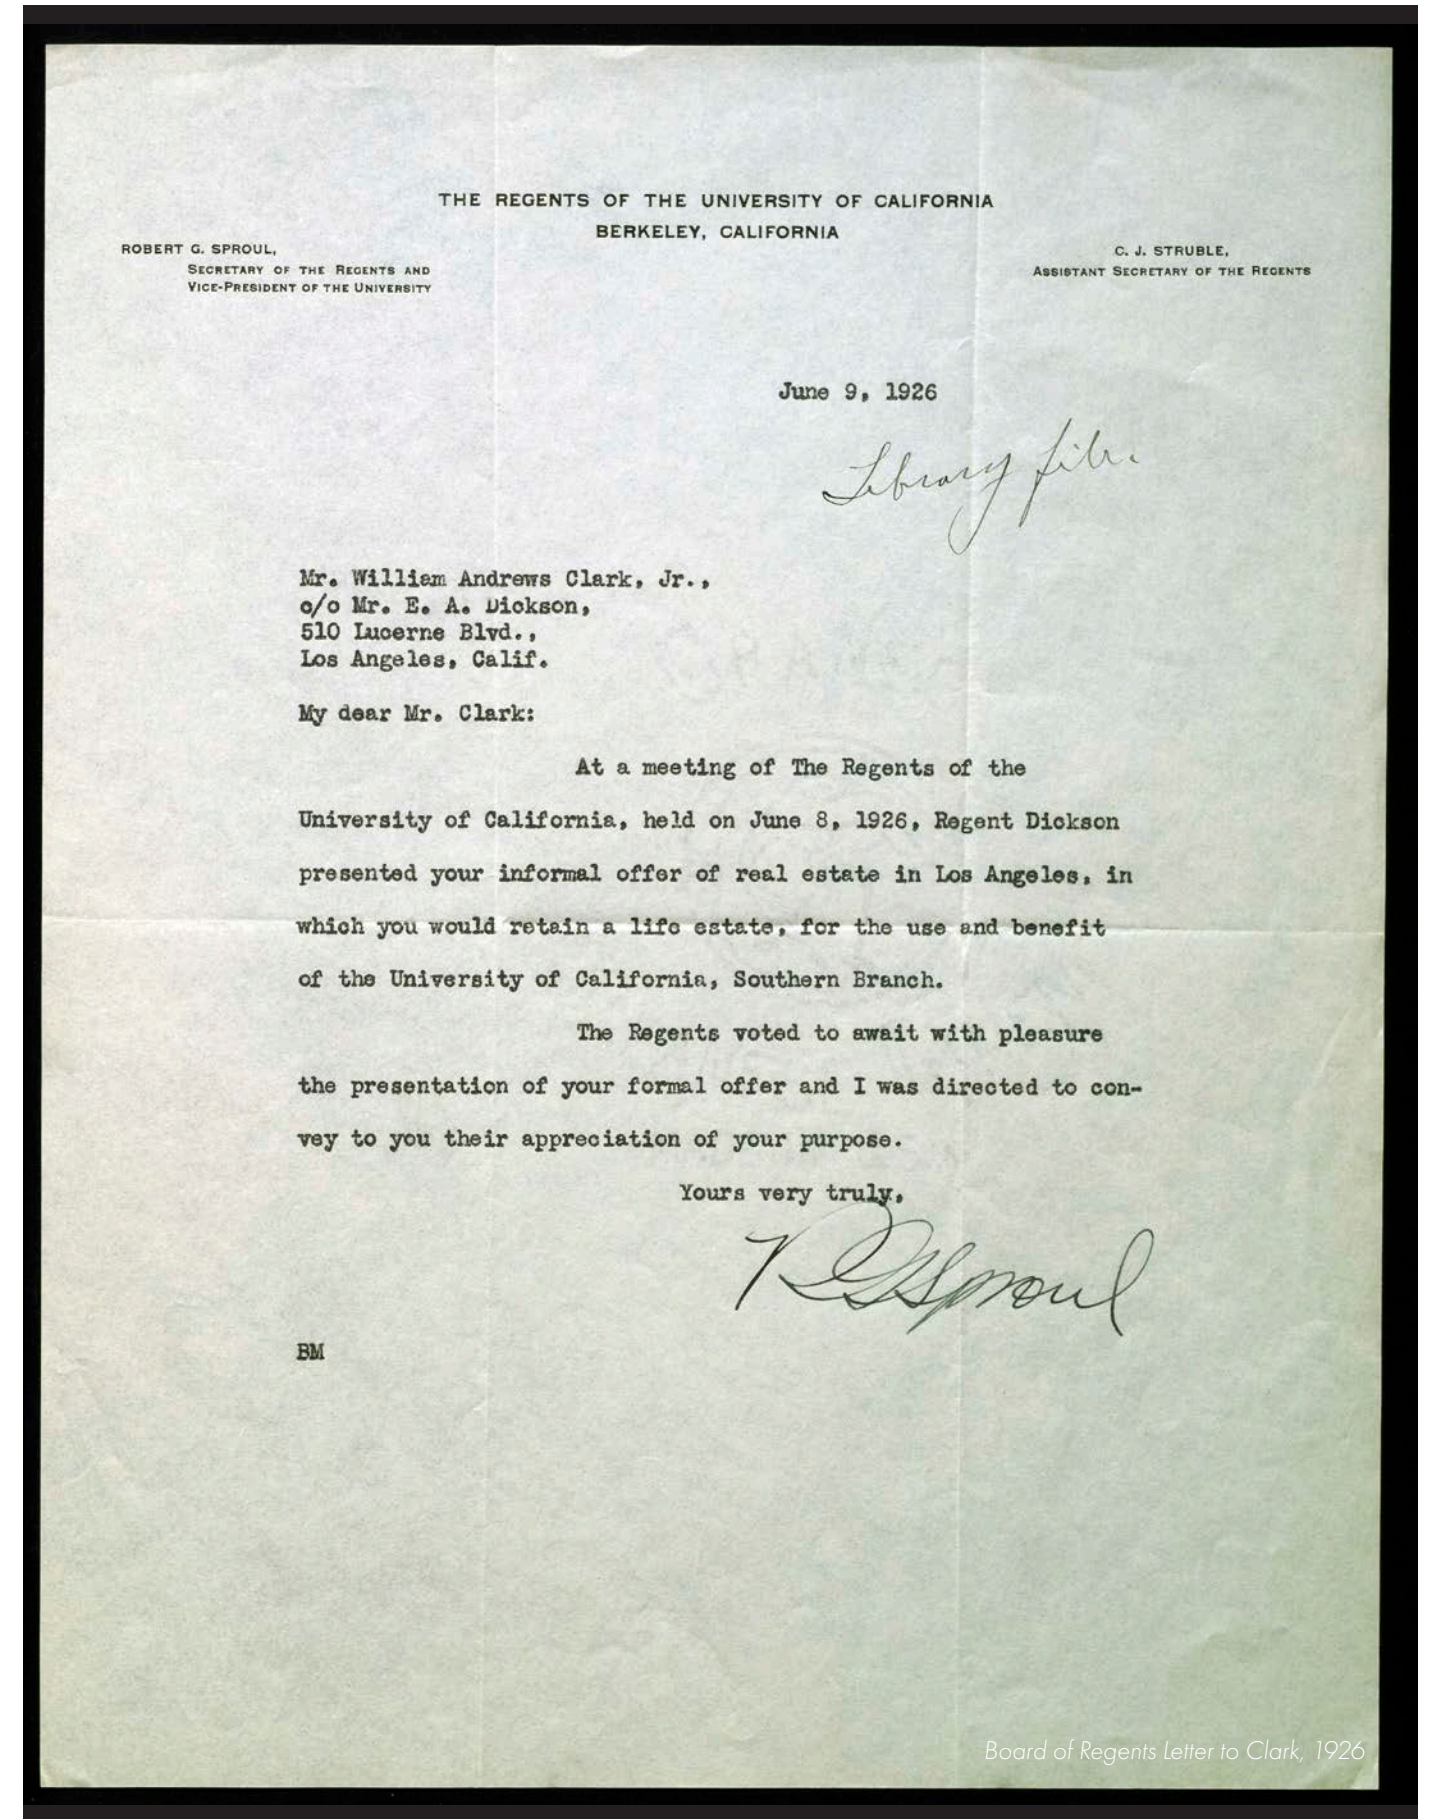 THE REGENTS OF THE UNIVERSITY OF CALIFORNIA
BERKELEY, CALIFORNIA
ROBERT G. SPROUL,
SECRETARY OF THE REGENTS AND
VICE-PRESIDENT OF THE UNIVERSITY
C. J. STRUBLE,
ASSISTANT SECRETARY OF THE REGENTS
June 9, 1926
Library file.
Mr. William Andrews Clark, Jr.,
c/o Mr. E. A. Dickson,
510 Lucerne Blvd.,
Los Angeles, Calif.
My dear Mr. Clark:
At a meeting of The Regents of the
University of California, held on June 8, 1926, Regent Dickson
presented your informal offer of real estate in Los Angeles, in
which you would retain a life estate, for the use and benefit
of the University of California, Southern Branch.
The Regents voted to await with pleasure
the presentation of your formal offer and I was directed to con-
vey to you their appreciation of your purpose.
Yours very truly,
RGSproul
BM
Board of Regents Letter to Clark, 1926